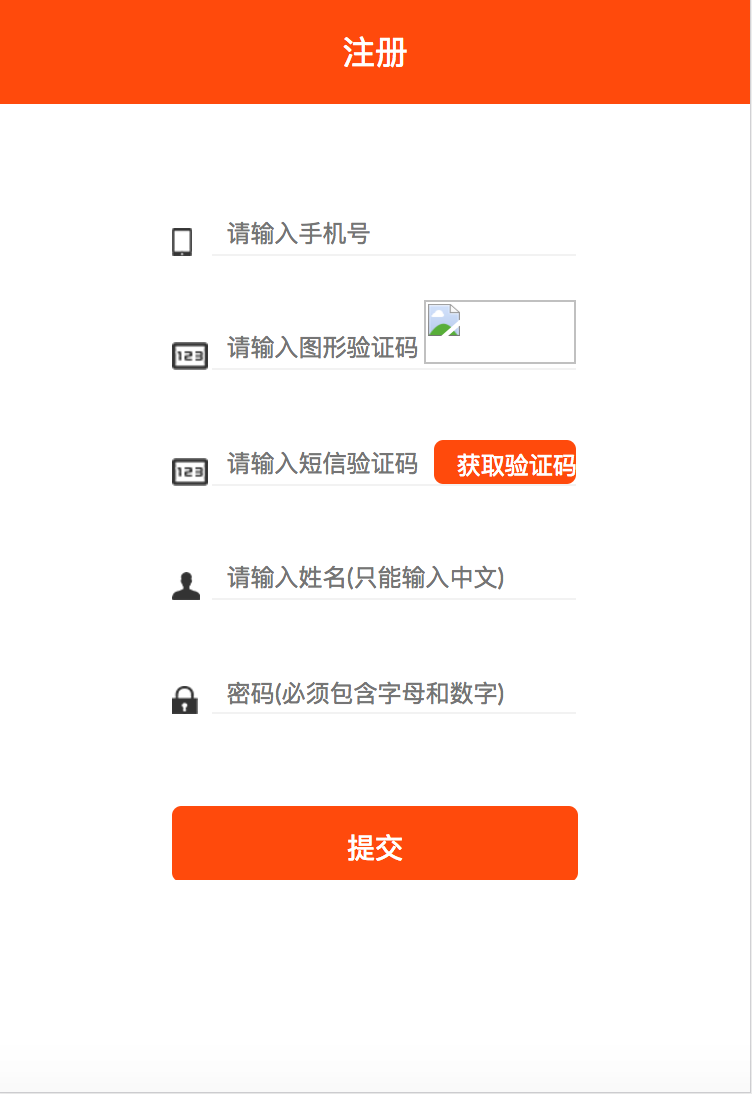 注册
请输入手机号
123 请输入图形验证码
123 请输入短信验证码 获取验证码
请输入姓名(只能输入中文)
密码(必须包含字母和数字)
提交